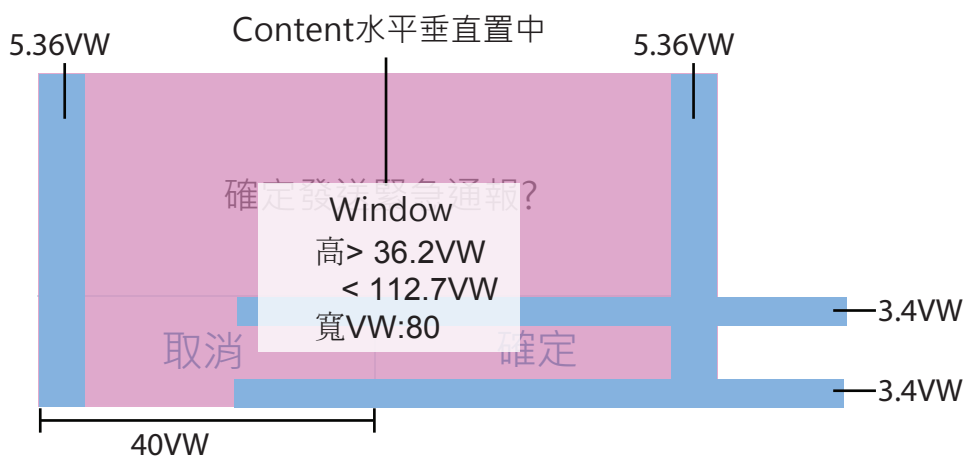 Content水平垂直置中
5.36VW
5.36VW
確定發送緊急通報?
Window
高> 36.2VW
< 112.7VW
寬VW:80
3.4VW
取消
確定
3.4VW
40VW